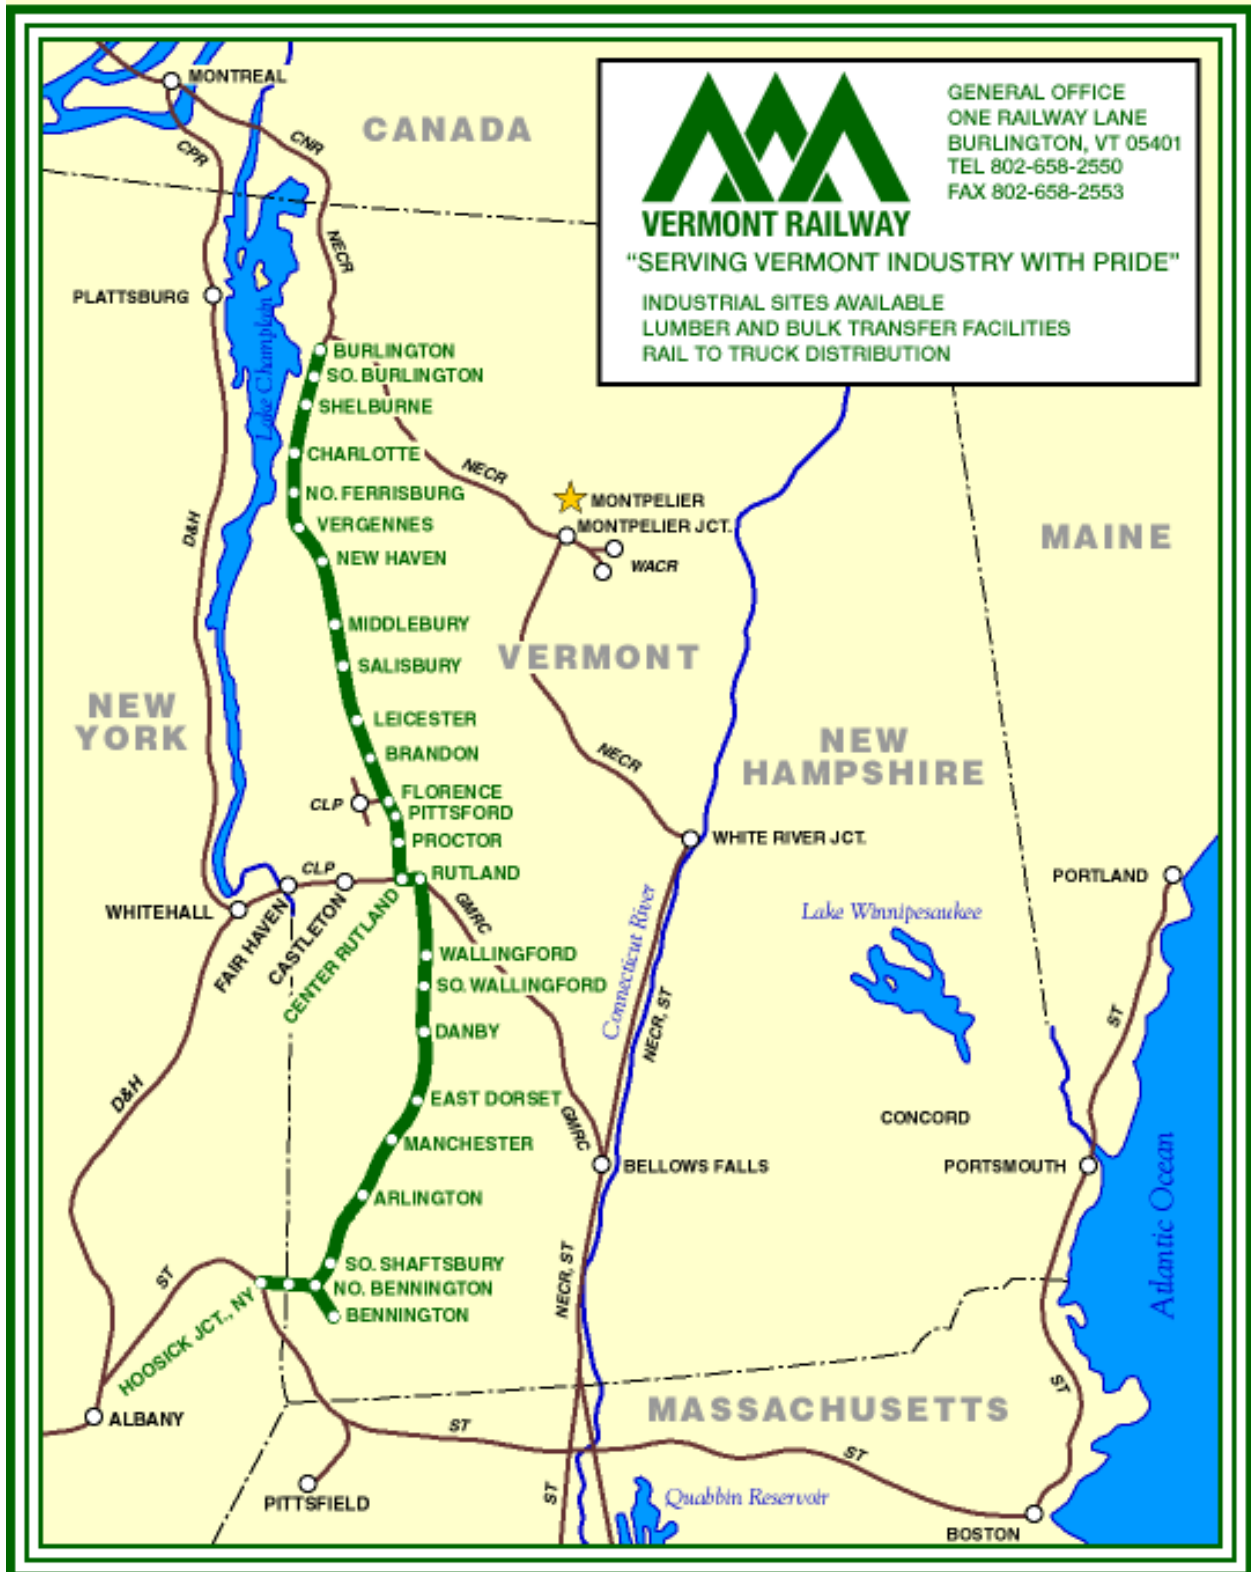 MONTREAL
CANADA
CPR
CNR
NECR
GENERAL OFFICE
ONE RAILWAY LANE
BURLINGTON, VT 05401
TEL 802-658-2550
FAX 802-658-2553
VERMONT RAILWAY
“SERVING VERMONT INDUSTRY WITH PRIDE”
INDUSTRIAL SITES AVAILABLE
LUMBER AND BULK TRANSFER FACILITIES
RAIL TO TRUCK DISTRIBUTION
PLATTSBURG
Lake Champlain
BURLINGTON
SO. BURLINGTON
SHELBURNE
CHARLOTTE
NECR
NO. FERRISBURG
MONTPELIER
VERGENNES
MONTPELIER JCT.
D&H
NEW HAVEN
WACR
MAINE
MIDDLEBURY
SALISBURY
VERMONT
NEW
YORK
LEICESTER
BRANDON
NECR
NEW
HAMPSHIRE
CLP
FLORENCE
PITTSFORD
PROCTOR
WHITE RIVER JCT.
CLP
RUTLAND
PORTLAND
WHITEHALL
FAIR HAVEN
CASTLETON
CENTER RUTLAND
GMRC
Connecticut River
Lake Winnipesaukee
WALLINGFORD
SO. WALLINGFORD
NECR, ST
ST
DANBY
D&H
EAST DORSET
GMRC
CONCORD
MANCHESTER
BELLOWS FALLS
PORTSMOUTH
ARLINGTON
Atlantic Ocean
ST
SO. SHAFTSBURY
NO. BENNINGTON
BENNINGTON
HOOSICK JCT., NY
NECR, ST
ST
ALBANY
MASSACHUSETTS
ST
ST
PITTSFIELD
ST
Quabbin Reservoir
BOSTON